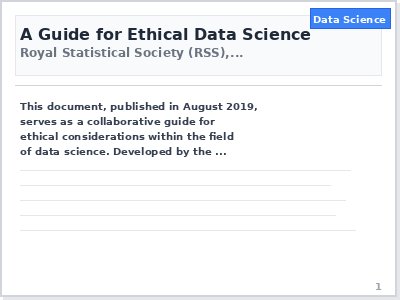 Data Science
A Guide for Ethical Data Science
Royal Statistical Society (RSS),...
This document, published in August 2019,
serves as a collaborative guide for
ethical considerations within the field
of data science. Developed by the ...
1